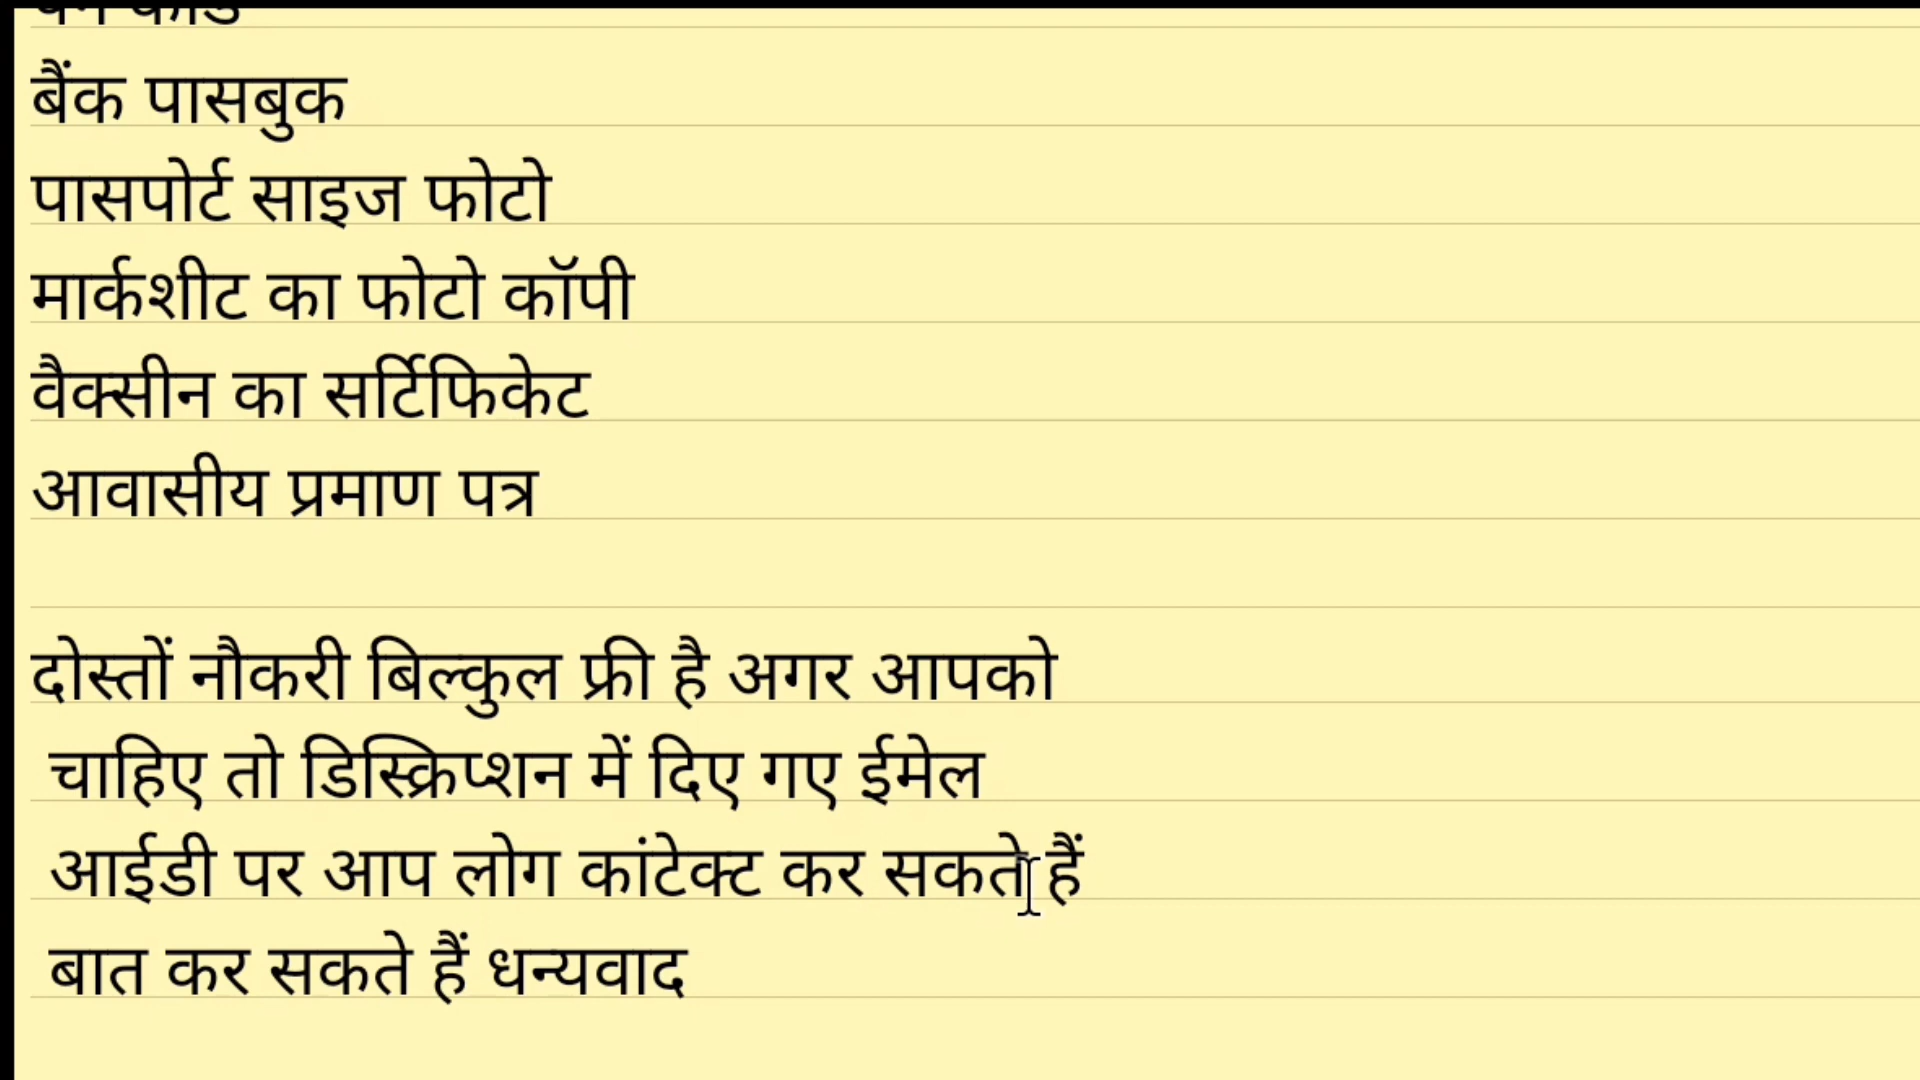 बैंक पासबुक
पासपोर्ट साइज फोटो
मार्कशीट का फोटो कॉपी
वैक्सीन का सर्टिफिकेट
आवासीय प्रमाण पत्र
दोस्तों नौकरी बिल्कुल फ्री है अगर आपको
चाहिए तो डिस्क्रिप्शन में दिए गए ईमेल
आईडी पर आप लोग कांटेक्ट कर सकते हैं
बात कर सकते हैं धन्यवाद